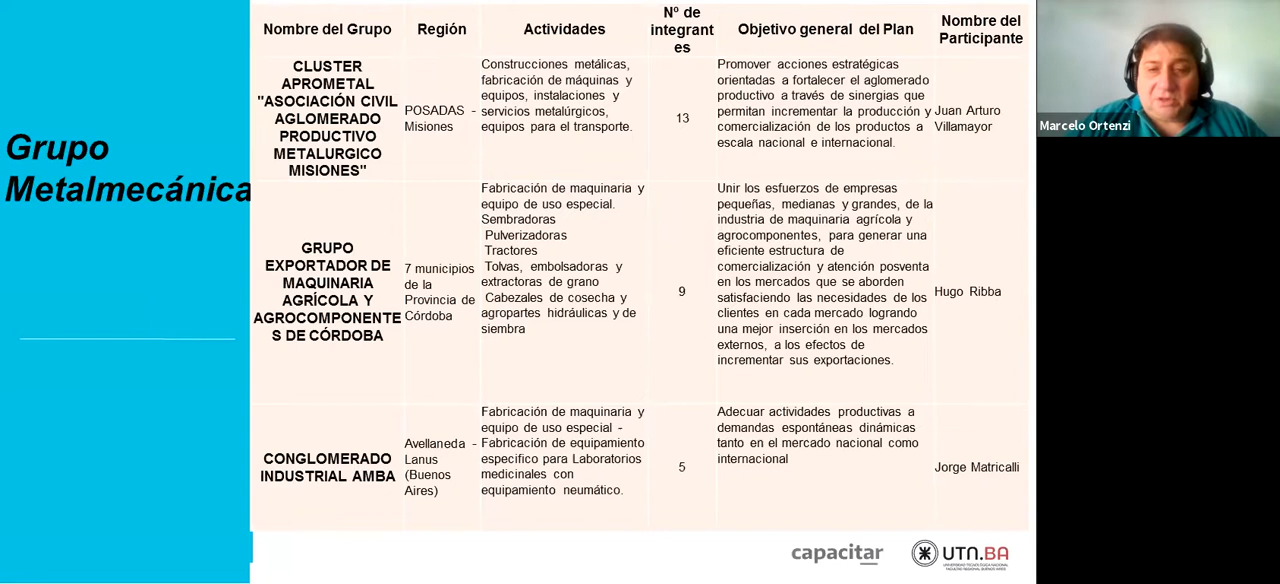 Grupo
Metalmecánica
Nombre del Grupo
Región
Actividades
Nº de
integrant
es
Objetivo general del Plan
Nombre del
Participante
CLUSTER
APROMETAL
"ASOCIACIÓN CIVIL
AGLOMERADO
PRODUCTIVO
METALURGICO
MISIONES"
POSADAS -
Misiones
Construcciones metálicas,
fabricación de máquinas y
equipos, instalaciones y
servicios metalúrgicos,
equipos para el transporte.
13
Promover acciones estratégicas
orientadas a fortalecer el aglomerado
productivo a través de sinergias que
permitan incrementar la producción y
comercialización de los productos a
escala nacional e internacional.
Juan Arturo
Villamayor
GRUPO
EXPORTADOR DE
MAQUINARIA
AGRÍCOLA Y
AGROCOMPONENTE
S DE CÓRDOBA
7 municipios
de la
Provincia de
Córdoba
Fabricación de maquinaria y
equipo de uso especial.
Sembradoras
Pulverizadoras
Tractores
Tolvas, embolsadoras y
extractoras de grano
Cabezales de cosecha y
agropartes hidráulicas y de
siembra
9
Unir los esfuerzos de empresas
pequeñas, medianas y grandes, de la
industria de maquinaria agrícola y
agrocomponentes, para generar una
eficiente estructura de
comercialización y atención posventa
en los mercados que se aborden
satisfaciendo las necesidades de los
clientes en cada mercado logrando
una mejor inserción en los mercados
externos, a los efectos de
incrementar sus exportaciones.
Hugo Ribba
CONGLOMERADO
INDUSTRIAL AMBA
Avellaneda -
Lanus
(Buenos
Aires)
Fabricación de maquinaria y
equipo de uso especial -
Fabricación de equipamiento
especifico para Laboratorios
medicinales con
equipamiento neumático.
5
Adecuar actividades productivas a
demandas espontáneas dinámicas
tanto en el mercado nacional como
internacional
Jorge Matricalli
capacitar
UTN.BA
UNIVERSIDAD TECNOLÓGICA NACIONAL
FACULTAD REGIONAL BUENOS AIRES
Marcelo Ortenzi